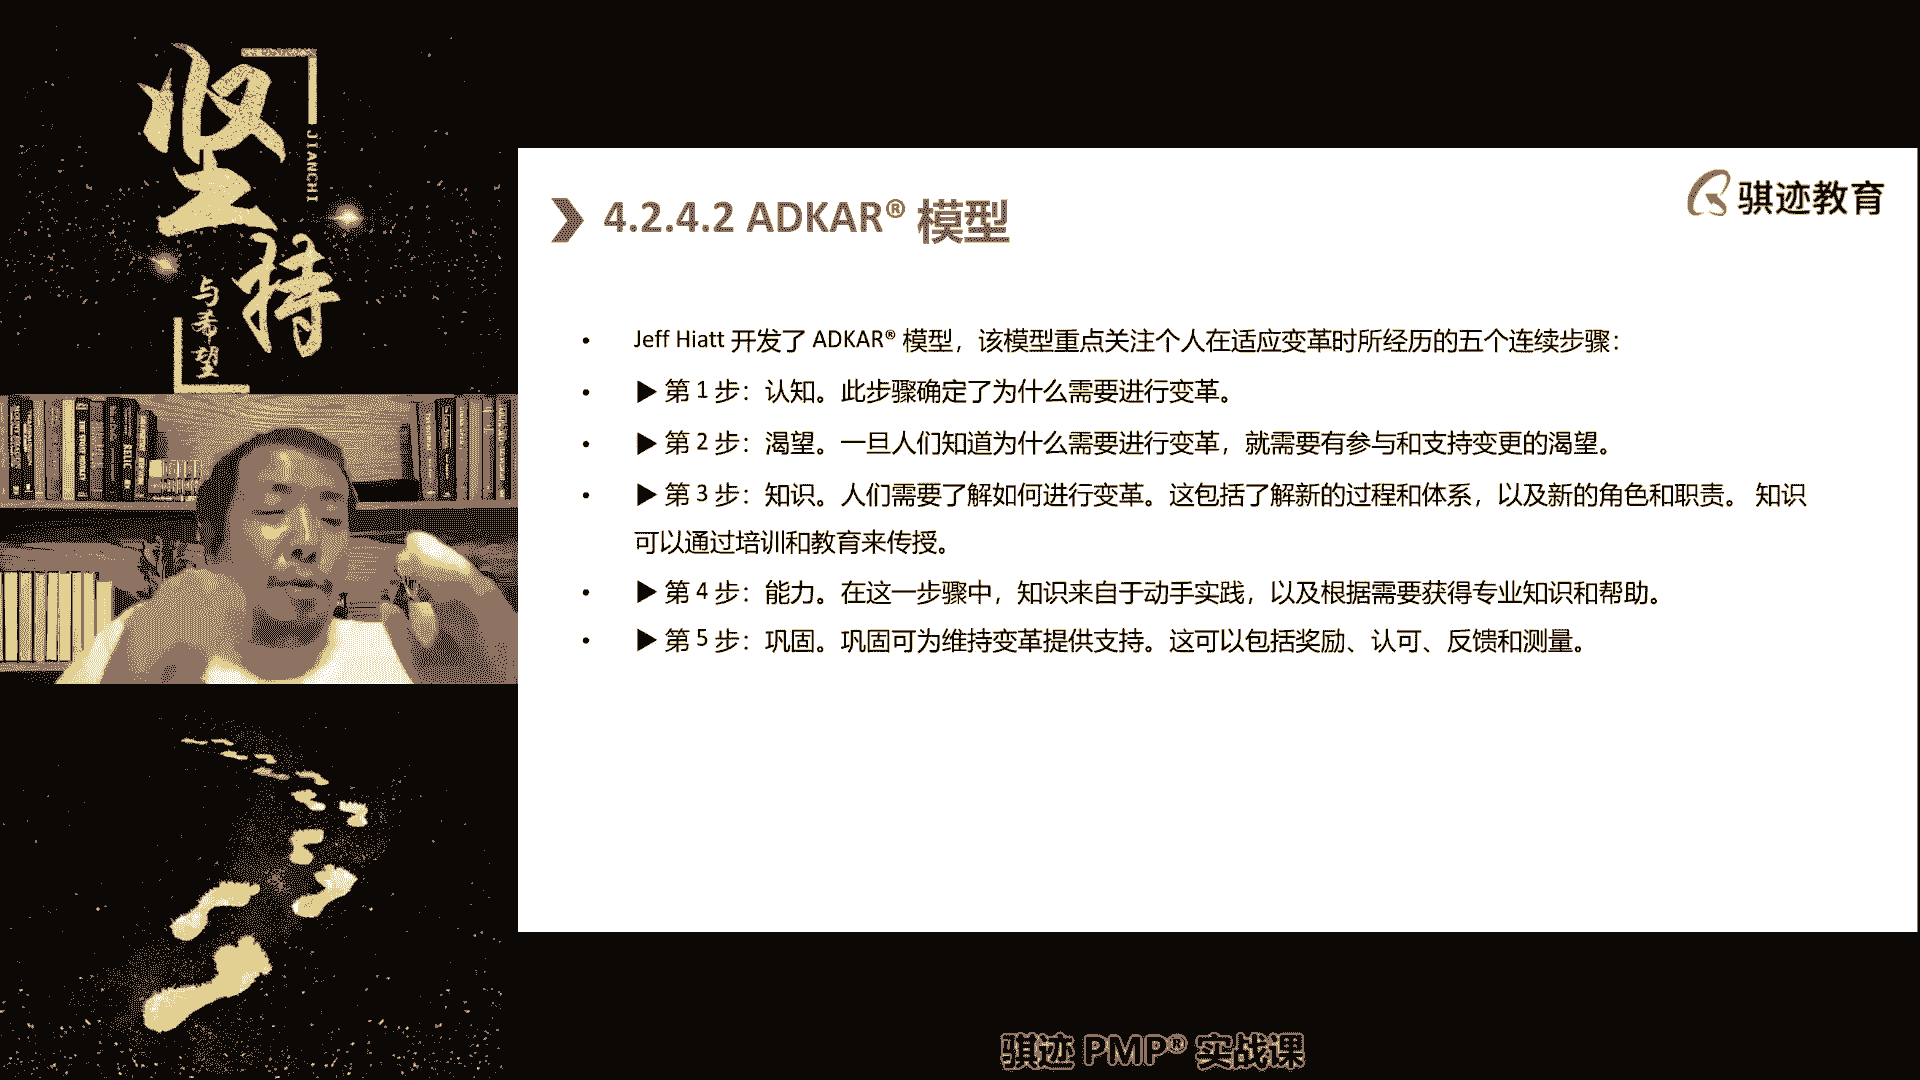 坚持
JIANCHI
与希望
骐迹教育
4.2.4.2 ADKAR® 模型
• Jeff Hiatt 开发了 ADKAR® 模型，该模型重点关注个人在适应变革时所经历的五个连续步骤：
• ▶ 第 1 步：认知。此步骤确定了为什么需要进行变革。
• ▶ 第 2 步：渴望。一旦人们知道为什么需要进行变革，就需要有参与和支持变更的渴望。
• ▶ 第 3 步：知识。人们需要了解如何进行变革。这包括了解新的过程和体系，以及新的角色和职责。 知识
可以通过培训和教育来传授。
• ▶ 第 4 步：能力。在这一步骤中，知识来自于动手实践，以及根据需要获得专业知识和帮助。
• ▶ 第 5 步：巩固。巩固可为维持变革提供支持。这可以包括奖励、认可、反馈和测量。
骐迹 PMP® 实战课